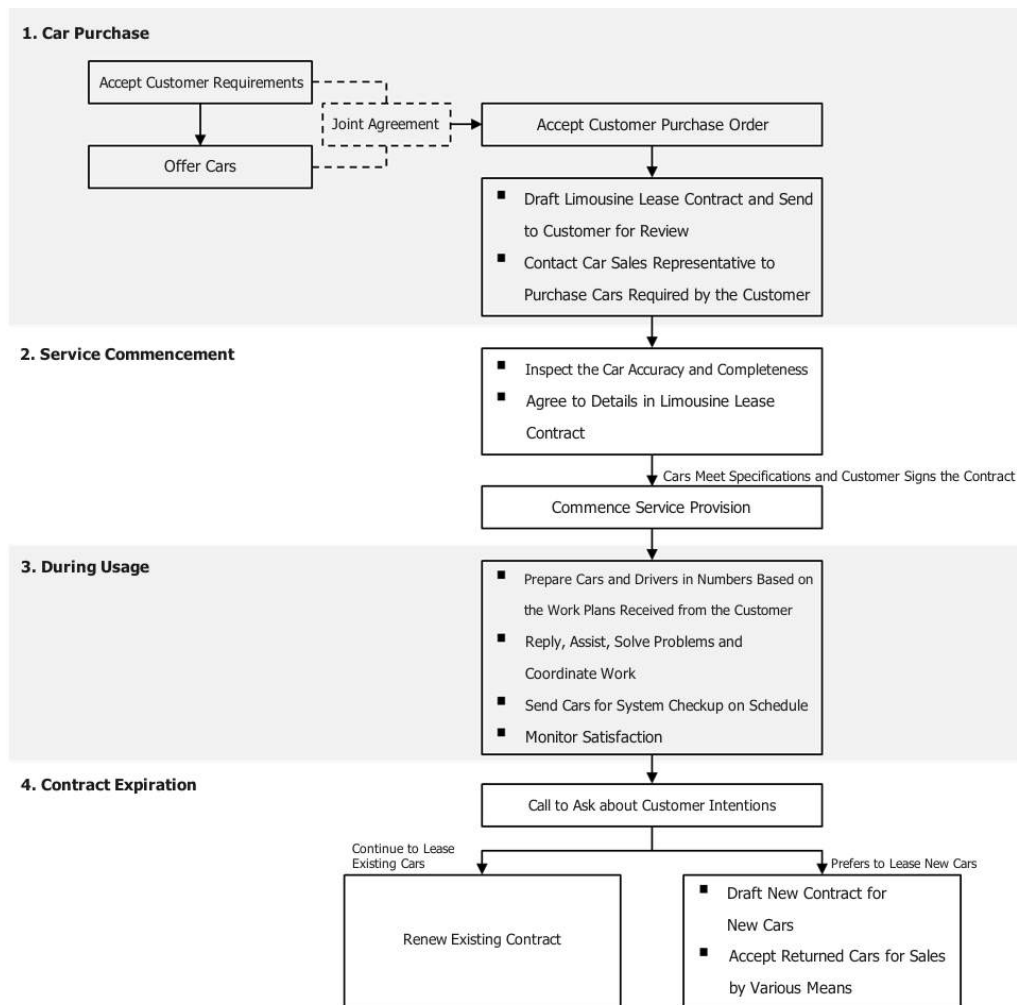 1. Car Purchase
Accept Customer Requirements
Joint Agreement
Offer Cars
Accept Customer Purchase Order
■ Draft Limousine Lease Contract and Send
to Customer for Review
■ Contact Car Sales Representative to
Purchase Cars Required by the Customer
2. Service Commencement
■ Inspect the Car Accuracy and Completeness
■ Agree to Details in Limousine Lease
Contract
Cars Meet Specifications and Customer Signs the Contract
Commence Service Provision
3. During Usage
■ Prepare Cars and Drivers in Numbers Based on
the Work Plans Received from the Customer
■ Reply, Assist, Solve Problems and
Coordinate Work
■ Send Cars for System Checkup on Schedule
■ Monitor Satisfaction
4. Contract Expiration
Call to Ask about Customer Intentions
Continue to Lease
Existing Cars
Renew Existing Contract
Prefers to Lease New Cars
■ Draft New Contract for
New Cars
■ Accept Returned Cars for Sales
by Various Means